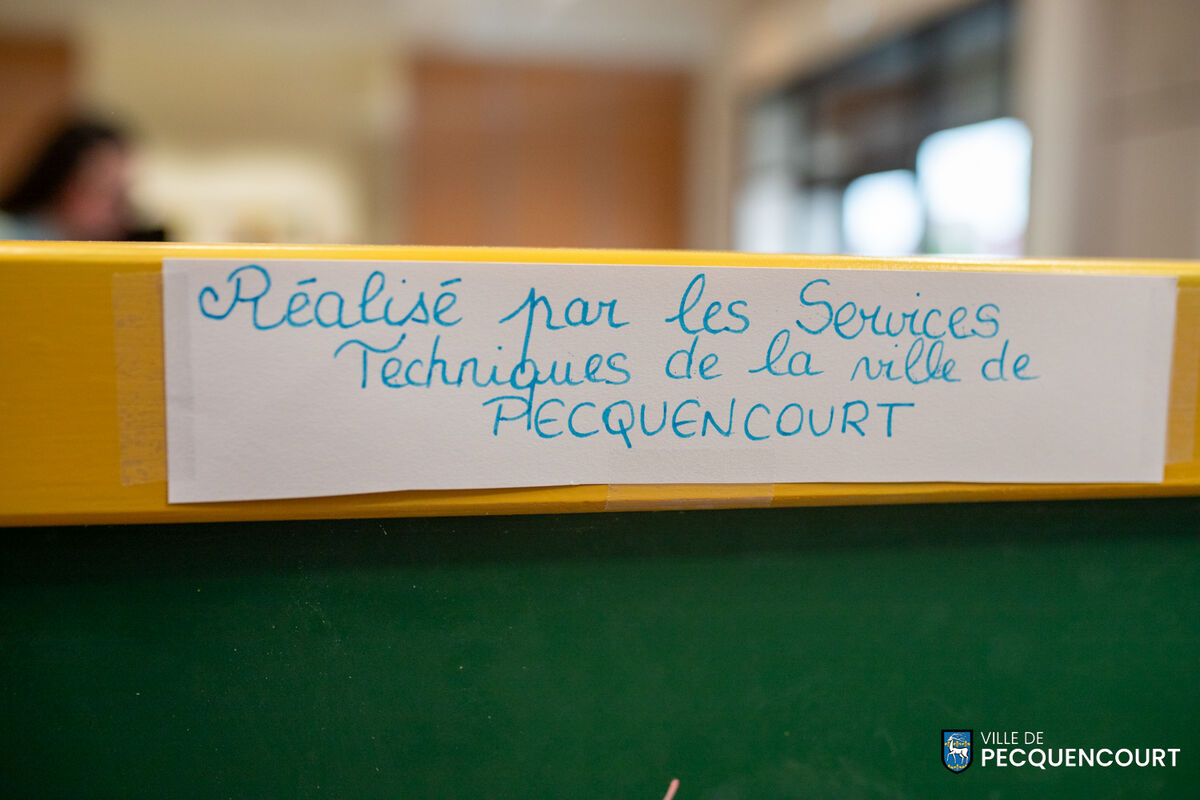 Réalisé par les Services
Techniques de la ville de
PECQUENCOURT
VILLE DE
PECQUENCOURT